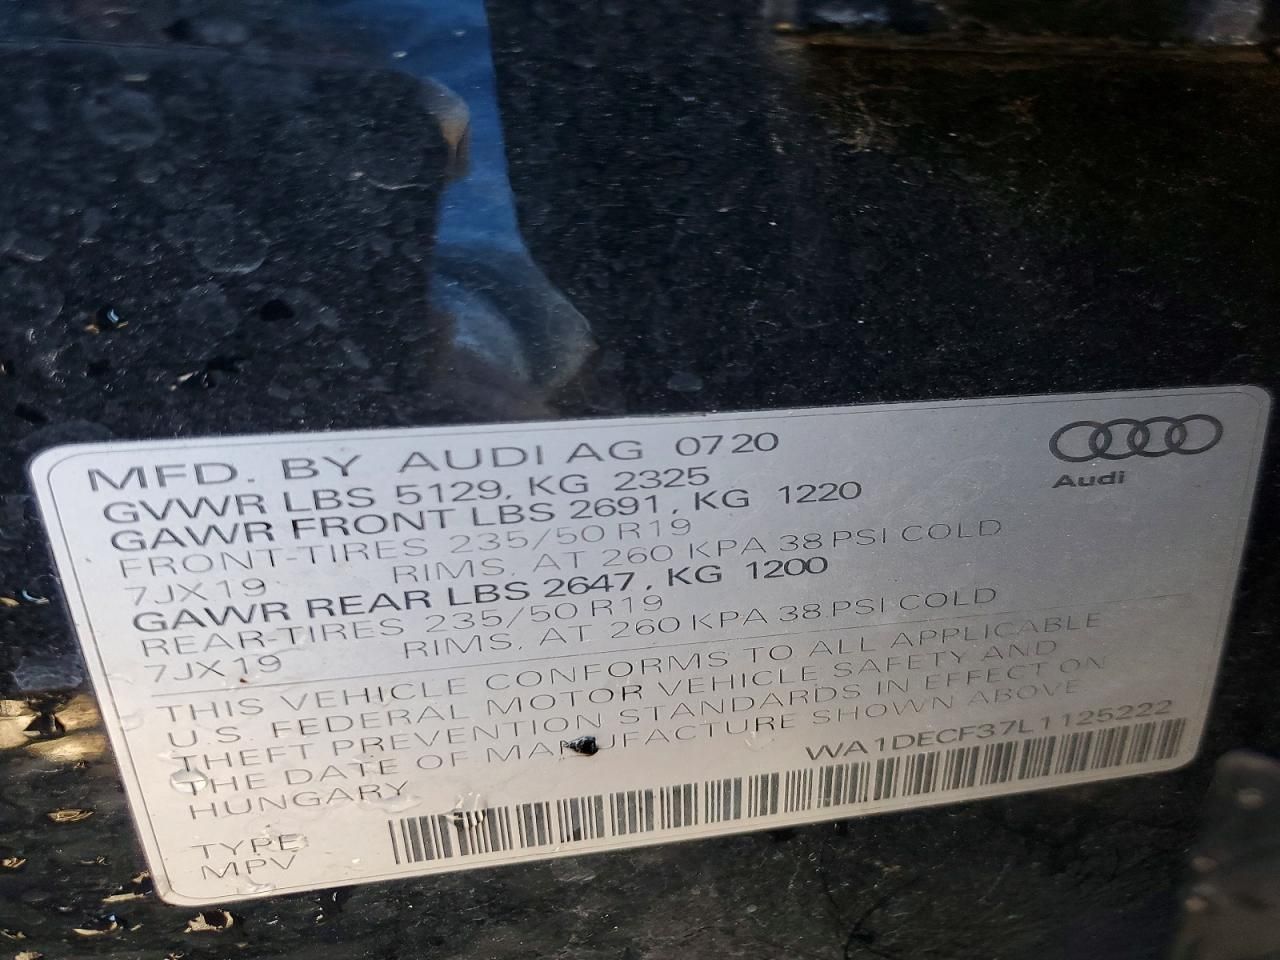 MFD. BY AUDI AG 0720
GVWR LBS 5129, KG 2325
GAWR FRONT LBS 2691, KG 1220
FRONT-TIRES 235/50 R19
7JX19 RIMS, AT 260 KPA 38 PSI COLD
GAWR REAR LBS 2647, KG 1200
REAR-TIRES 235/50 R19
7JX19 RIMS, AT 260 KPA 38 PSI COLD
THIS VEHICLE CONFORMS TO ALL APPLICABLE
U.S. FEDERAL MOTOR VEHICLE SAFETY AND
THEFT PREVENTION STANDARDS IN EFFECT ON
THE DATE OF MANUFACTURE SHOWN ABOVE
HUNGARY
WA1DECF37L1125222
TYPE
MPV
Audi